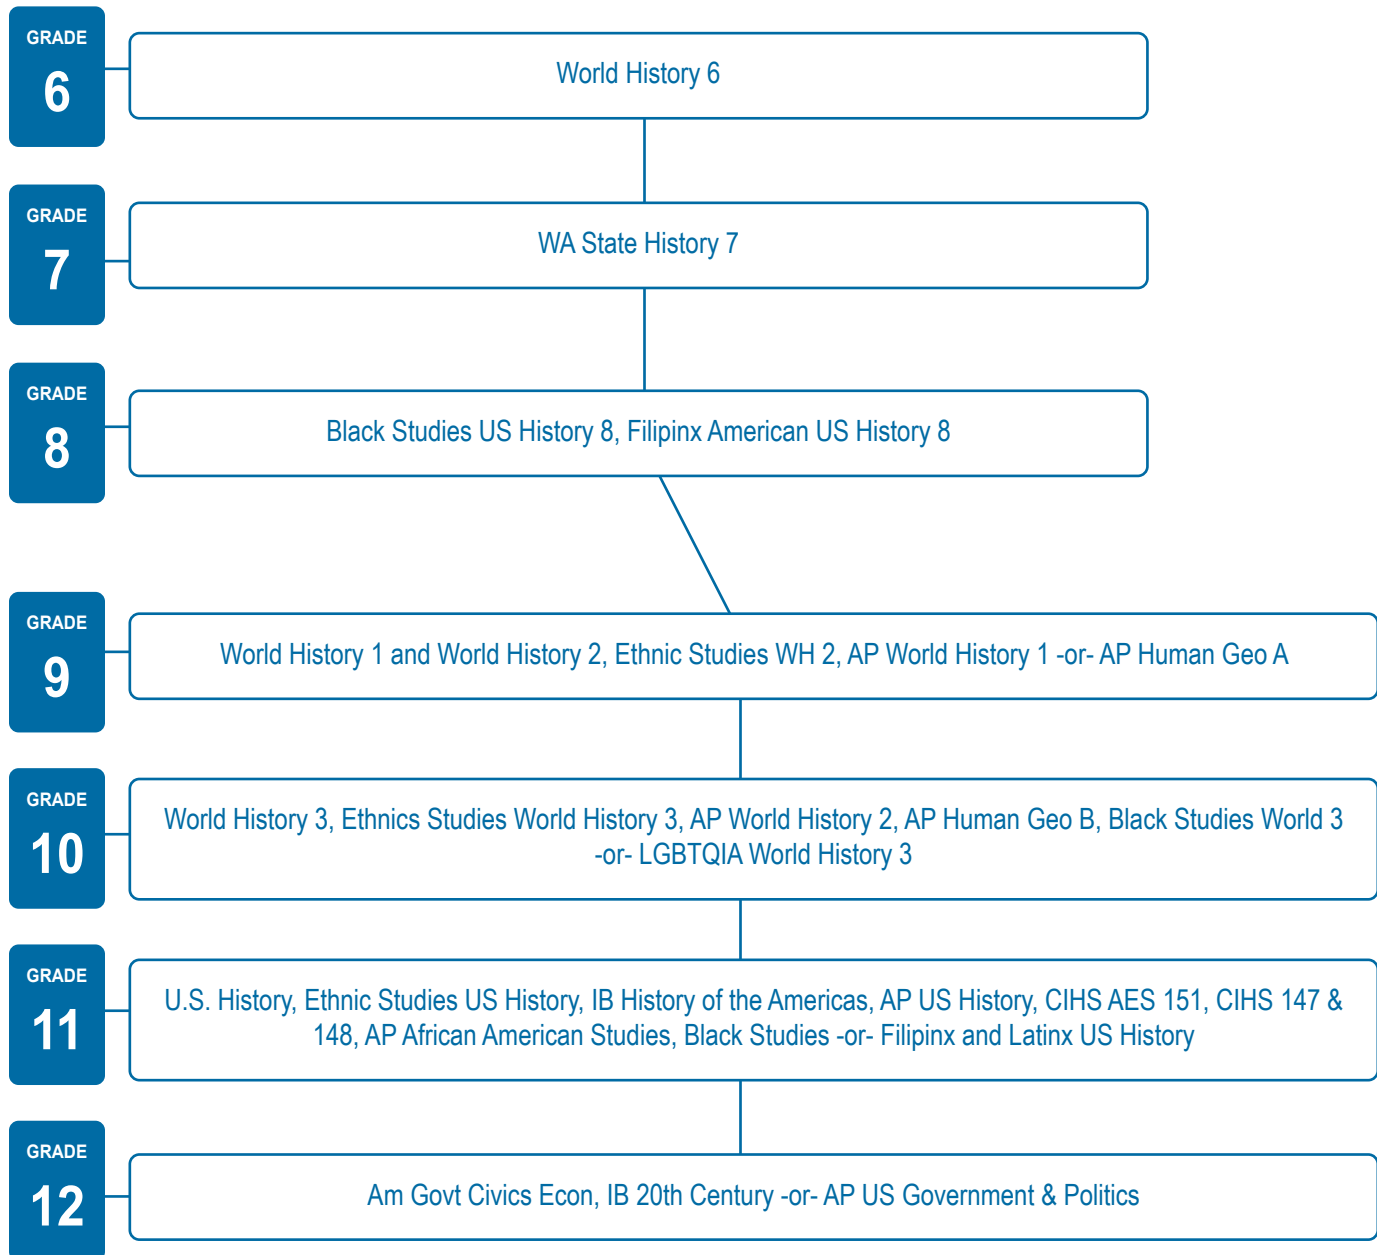 GRADE
6
World History 6
GRADE
7
WA State History 7
GRADE
8
Black Studies US History 8, Filipinx American US History 8
GRADE
9
World History 1 and World History 2, Ethnic Studies WH 2, AP World History 1 -or- AP Human Geo A
GRADE
10
World History 3, Ethnics Studies World History 3, AP World History 2, AP Human Geo B, Black Studies World 3
-or- LGBTQIA World History 3
GRADE
11
U.S. History, Ethnic Studies US History, IB History of the Americas, AP US History, CIHS AES 151, CIHS 147 &
148, AP African American Studies, Black Studies -or- Filipinx and Latinx US History
GRADE
12
Am Govt Civics Econ, IB 20th Century -or- AP US Government & Politics